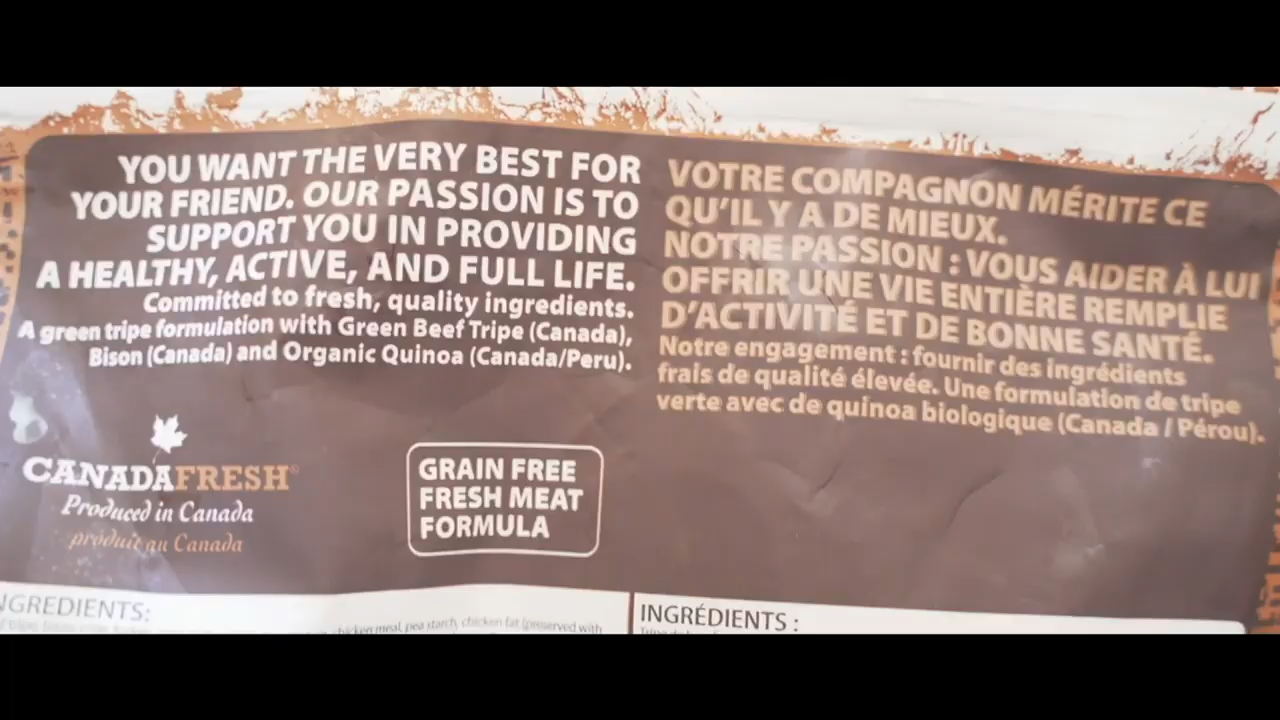 YOU WANT THE VERY BEST FOR
YOUR FRIEND. OUR PASSION IS TO
SUPPORT YOU IN PROVIDING
A HEALTHY, ACTIVE, AND FULL LIFE.
Committed to fresh, quality ingredients.
A green tripe formulation with Green Beef Tripe (Canada),
Bison (Canada) and Organic Quinoa (Canada/Peru).
CANADAFRESH
Produced in Canada
produit au Canada
GRAIN FREE
FRESH MEAT
FORMULA
VOTRE COMPAGNON MÉRITE CE
QU'IL Y A DE MIEUX.
NOTRE PASSION : VOUS AIDER À LUI
OFFRIR UNE VIE ENTIÈRE REMPLIE
D'ACTIVITÉ ET DE BONNE SANTÉ.
Notre engagement : fournir des ingrédients
frais de qualité élevée. Une formulation de tripe
verte avec de quinoa biologique (Canada / Pérou).
NGREDIENTS:
chicken meal, pea starch, chicken fat (preserved with
INGRÉDIENTS :